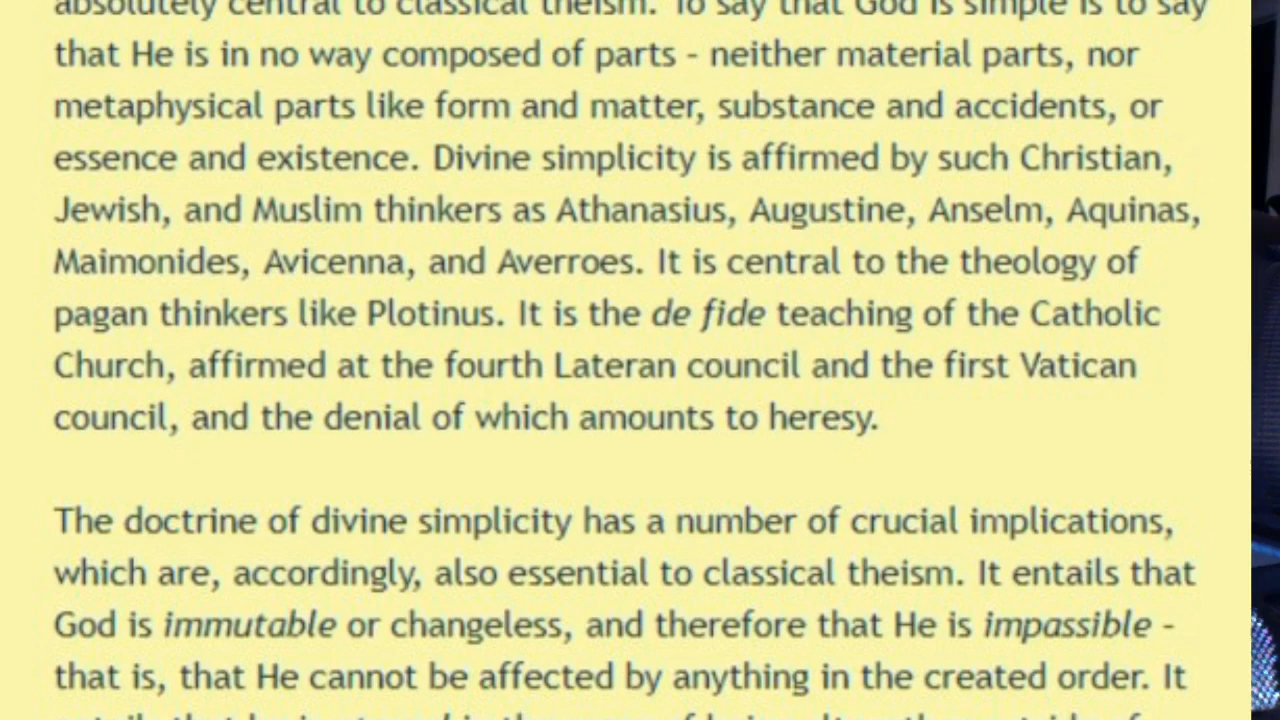 absolutely central to classical theism. To say that God is simple is to say
that He is in no way composed of parts - neither material parts, nor
metaphysical parts like form and matter, substance and accidents, or
essence and existence. Divine simplicity is affirmed by such Christian,
Jewish, and Muslim thinkers as Athanasius, Augustine, Anselm, Aquinas,
Maimonides, Avicenna, and Averroes. It is central to the theology of
pagan thinkers like Plotinus. It is the de fide teaching of the Catholic
Church, affirmed at the fourth Lateran council and the first Vatican
council, and the denial of which amounts to heresy.
The doctrine of divine simplicity has a number of crucial implications,
which are, accordingly, also essential to classical theism. It entails that
God is immutable or changeless, and therefore that He is impassible -
that is, that He cannot be affected by anything in the created order. It